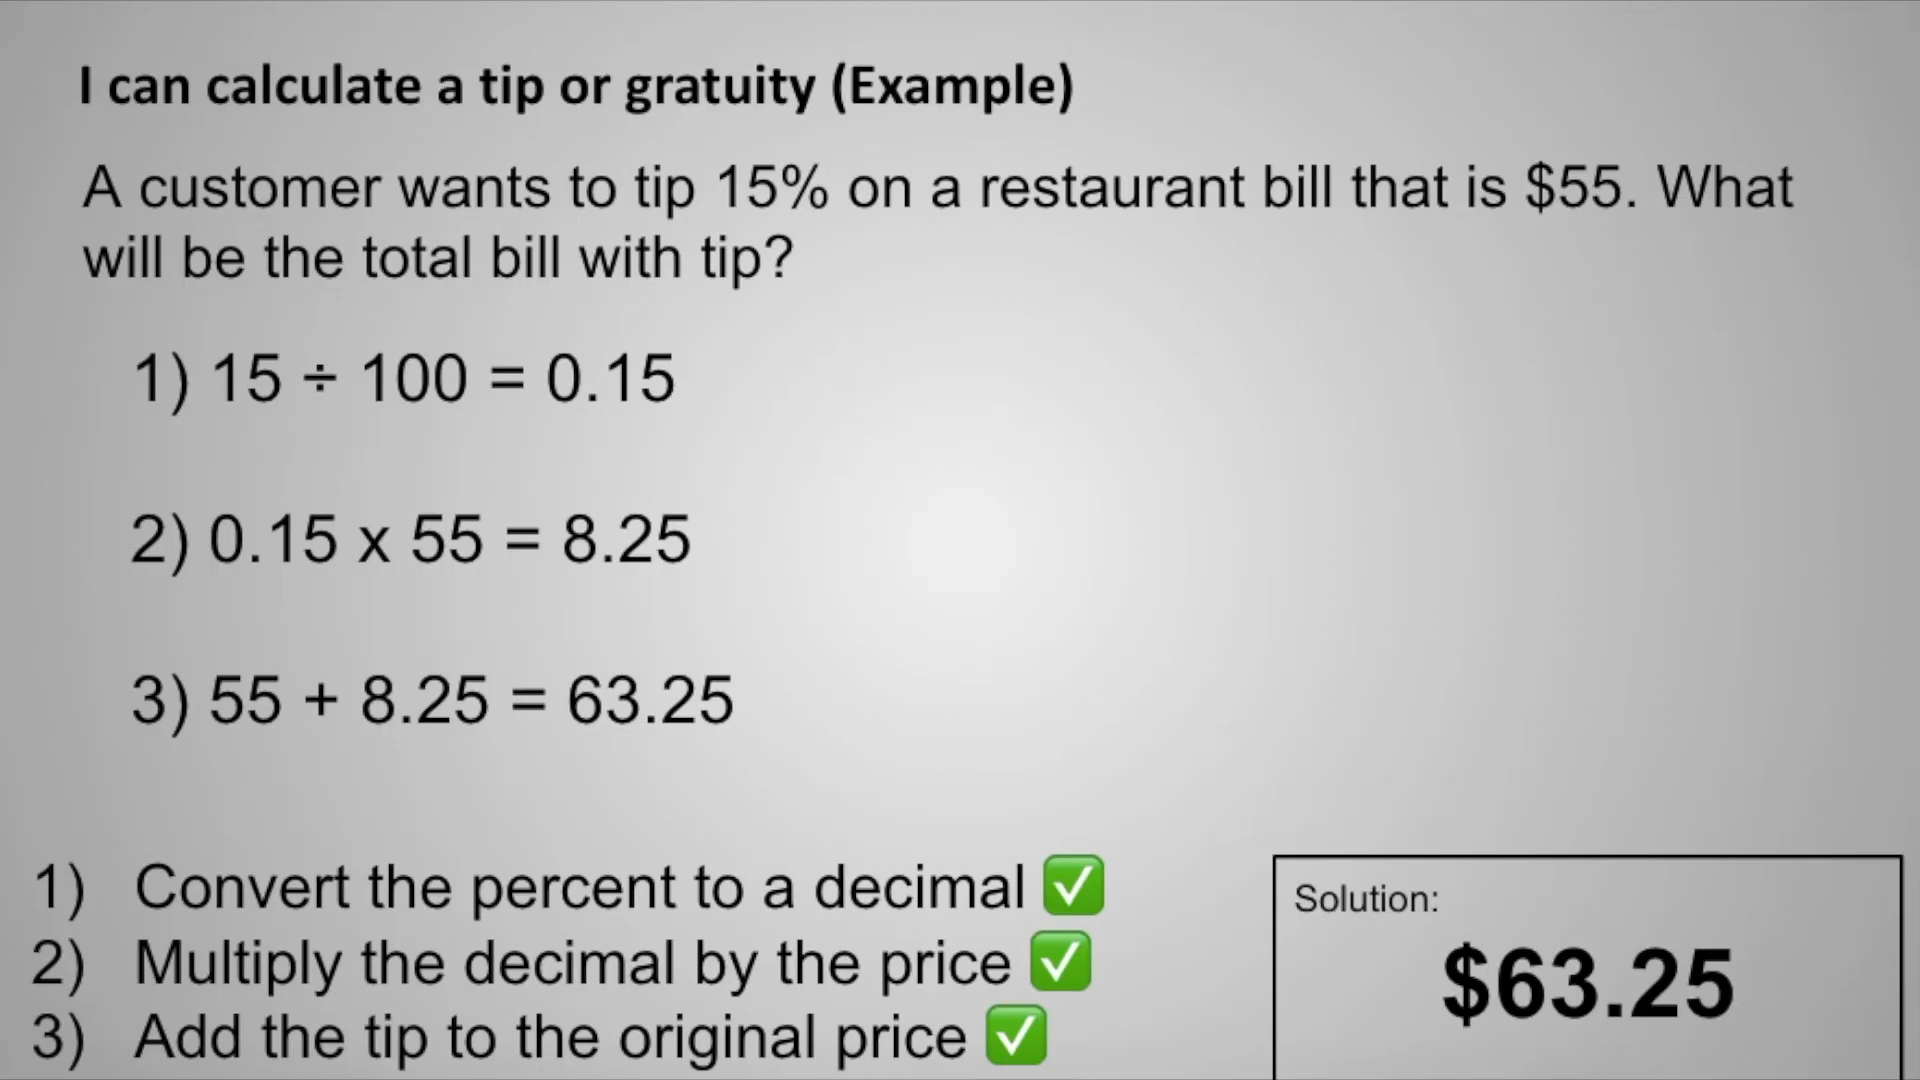 I can calculate a tip or gratuity (Example)
A customer wants to tip 15% on a restaurant bill that is $55. What
will be the total bill with tip?
1) 15 ÷ 100 = 0.15
2) 0.15 x 55 = 8.25
3) 55 + 8.25 = 63.25
1) Convert the percent to a decimal ✅
2) Multiply the decimal by the price ✅
3) Add the tip to the original price ✅
Solution:
$63.25